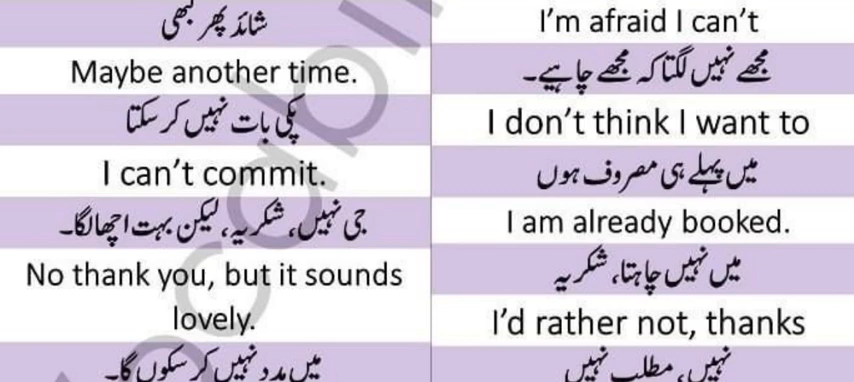 شائد پھر کبھی
Maybe another time.
پکی بات نہیں کر سکتا
I can't commit.
جی نہیں، شکریہ، لیکن بہت اچھا لگا۔
No thank you, but it sounds
lovely.
میں مدد نہیں کر سکوں گا۔
I'm afraid I can't
مجھے نہیں لگتا کہ مجھے چاہیے۔
I don't think I want to
میں پہلے ہی مصروف ہوں
I am already booked.
میں نہیں چاہتا، شکریہ
I'd rather not, thanks
نہیں، مطلب نہیں